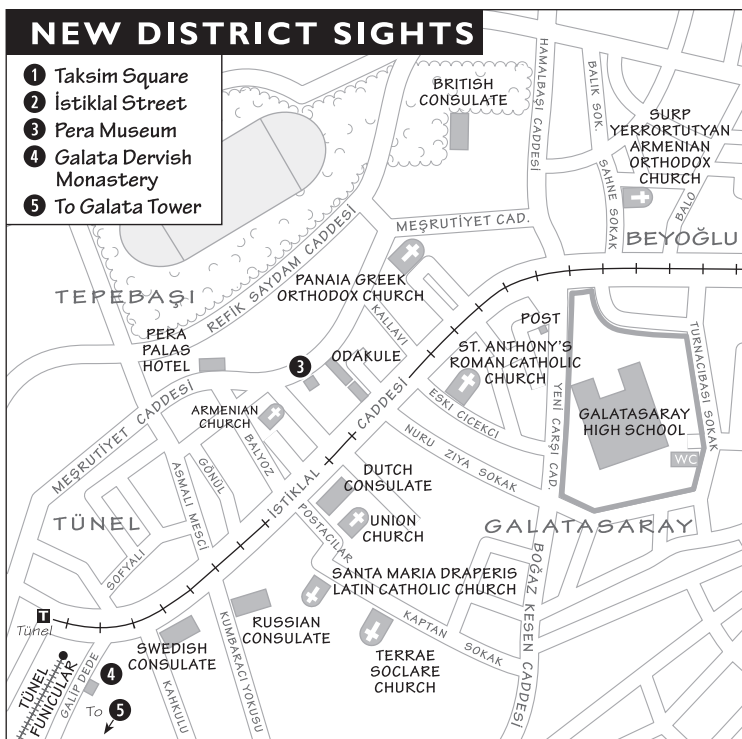 NEW DISTRICT SIGHTS
1 Taksim Square
2 İstiklal Street
3 Pera Museum
4 Galata Dervish
Monastery
5 To Galata Tower
BRITISH
CONSULATE
HAMALBAŞI CADDESİ
BALIK SOK.
SAHNE SOKAK
SURP
YERRORTUTYAN
ARMENIAN
ORTHODOX
CHURCH
BALO
BEYOĞLU
MEŞRUTİYET CAD.
REFIK SAYDAM CADDESİ
TEPEBAŞI
PANAIA GREEK
ORTHODOX CHURCH
KALLAVI
PERA
PALAS
HOTEL
3
ODAKULE
POST
ST. ANTHONY'S
ROMAN CATHOLIC
CHURCH
TURNACIBASI SOKAK
GALATASARAY
HIGH SCHOOL
WC
YENİ CARŞI CAD.
ESKI CICEKCI
NURU ZIYA SOKAK
MEŞRUTİYET CADDESİ
ARMENIAN
CHURCH
BALYOZ
GÖNÜL
ASMALI MESCİ
SOFYALI
İSTİKLAL CADDESİ
DUTCH
CONSULATE
UNION
CHURCH
POSTACILAR
GALATASARAY
TÜNEL
SANTA MARIA DRAPERIS
LATIN CATHOLIC CHURCH
KAPTAN SOKAK
BOĞAZ KESEN CADDESİ
RUSSIAN
CONSULATE
TERRAE
SOCLARE
CHURCH
SWEDISH
CONSULATE
KUMBARACI YOKUSU
KAHKULU
T
Tünel
TÜNEL
FUNICULAR
GALIP DEDE
4
To 5